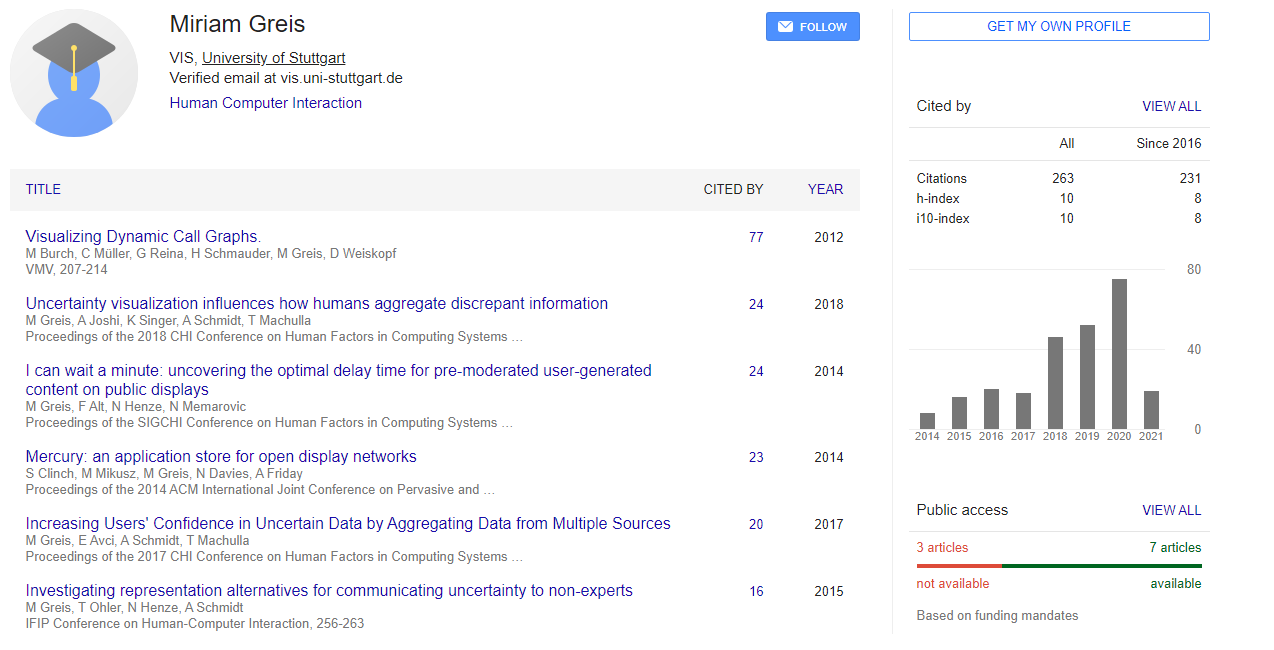 Miriam Greis
FOLLOW
VIS, University of Stuttgart
Verified email at vis.uni-stuttgart.de
Human Computer Interaction
TITLE CITED BY YEAR
Visualizing Dynamic Call Graphs. 77 2012
M Burch, C Müller, G Reina, H Schmauder, M Greis, D Weiskopf
VMV, 207-214
Uncertainty visualization influences how humans aggregate discrepant information 24 2018
M Greis, A Joshi, K Singer, A Schmidt, T Machulla
Proceedings of the 2018 CHI Conference on Human Factors in Computing Systems …
I can wait a minute: uncovering the optimal delay time for pre-moderated user-generated 24 2014
content on public displays
M Greis, F Alt, N Henze, N Memarovic
Proceedings of the SIGCHI Conference on Human Factors in Computing Systems …
Mercury: an application store for open display networks 23 2014
S Clinch, M Mikusz, M Greis, N Davies, A Friday
Proceedings of the 2014 ACM International Joint Conference on Pervasive and …
Increasing Users' Confidence in Uncertain Data by Aggregating Data from Multiple Sources 20 2017
M Greis, E Avci, A Schmidt, T Machulla
Proceedings of the 2017 CHI Conference on Human Factors in Computing Systems …
Investigating representation alternatives for communicating uncertainty to non-experts 16 2015
M Greis, T Ohler, N Henze, A Schmidt
IFIP Conference on Human-Computer Interaction, 256-263
GET MY OWN PROFILE
Cited by VIEW ALL
All Since 2016
Citations 263 231
h-index 10 8
i10-index 10 8
80
40
0
2014 2015 2016 2017 2018 2019 2020 2021
Public access VIEW ALL
3 articles 7 articles
not available available
Based on funding mandates